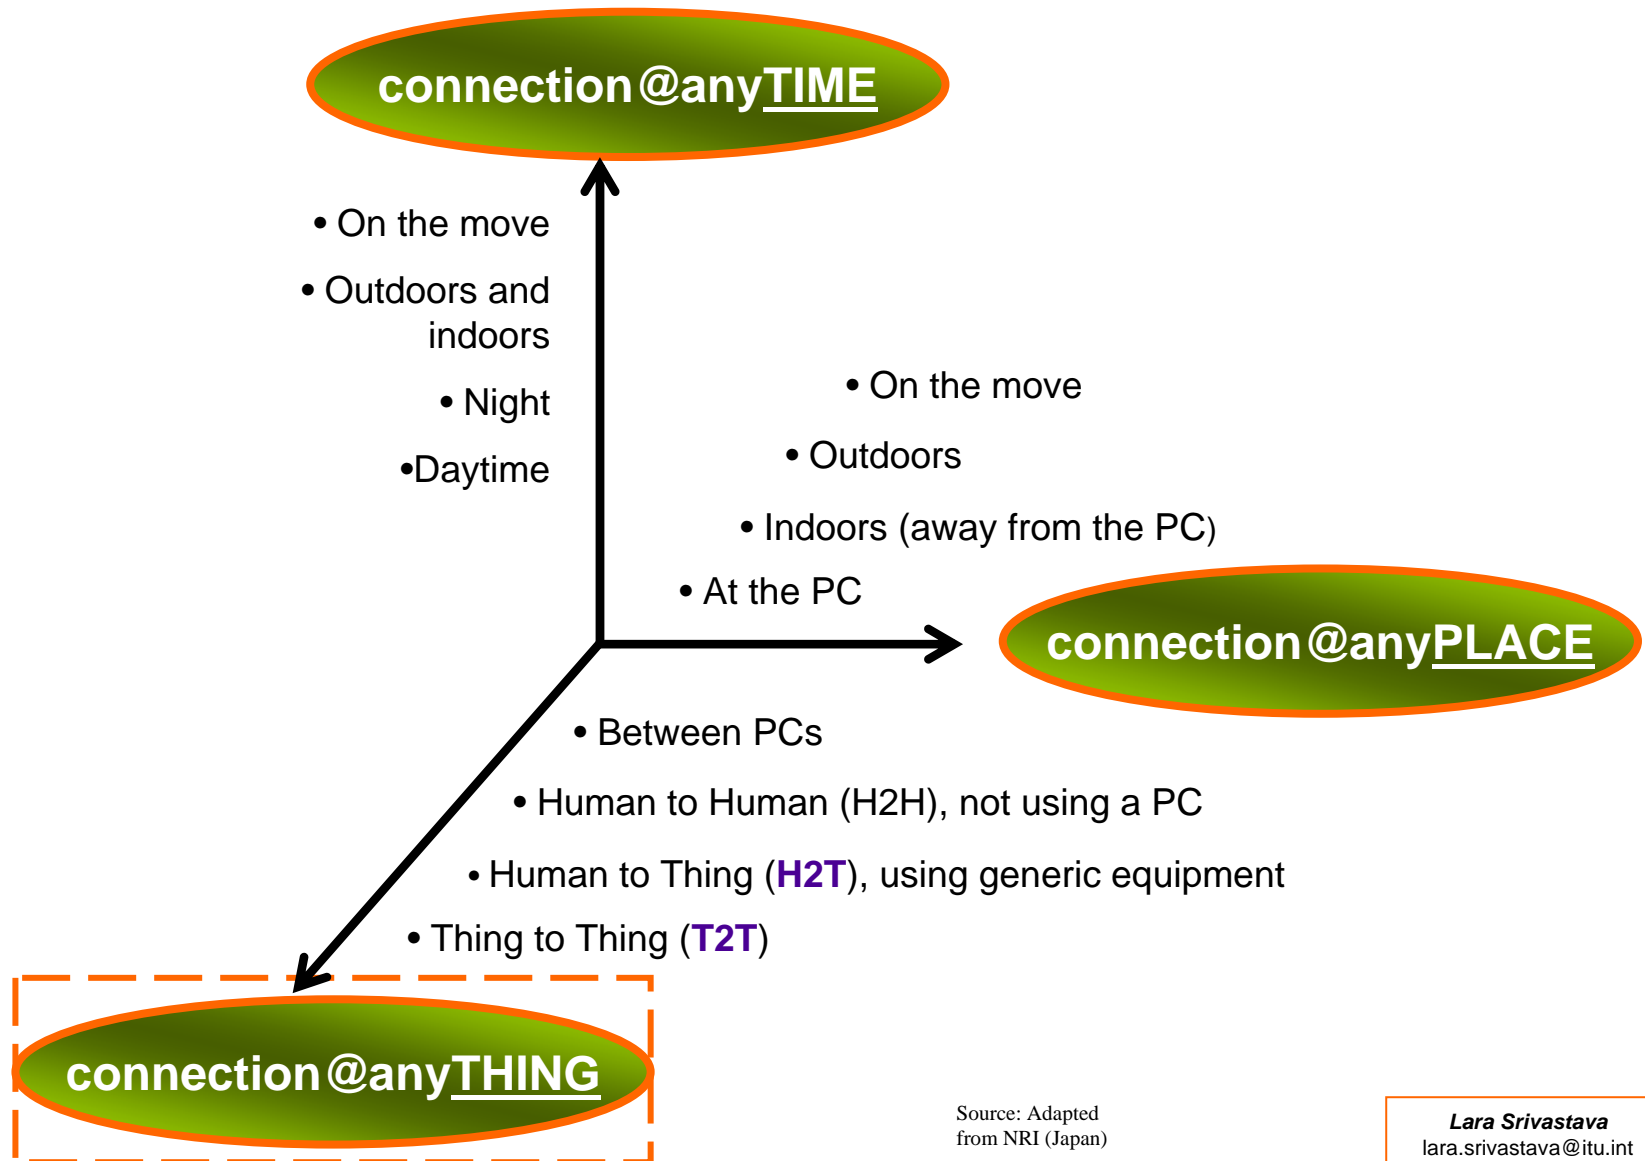 connection@anyTIME
• On the move
• Outdoors and
indoors
• Night
•Daytime
• On the move
• Outdoors
• Indoors (away from the PC)
• At the PC
connection@anyPLACE
• Between PCs
• Human to Human (H2H), not using a PC
• Human to Thing (H2T), using generic equipment
• Thing to Thing (T2T)
connection@anyTHING
Source: Adapted
from NRI (Japan)
Lara Srivastava
lara.srivastava@itu.int